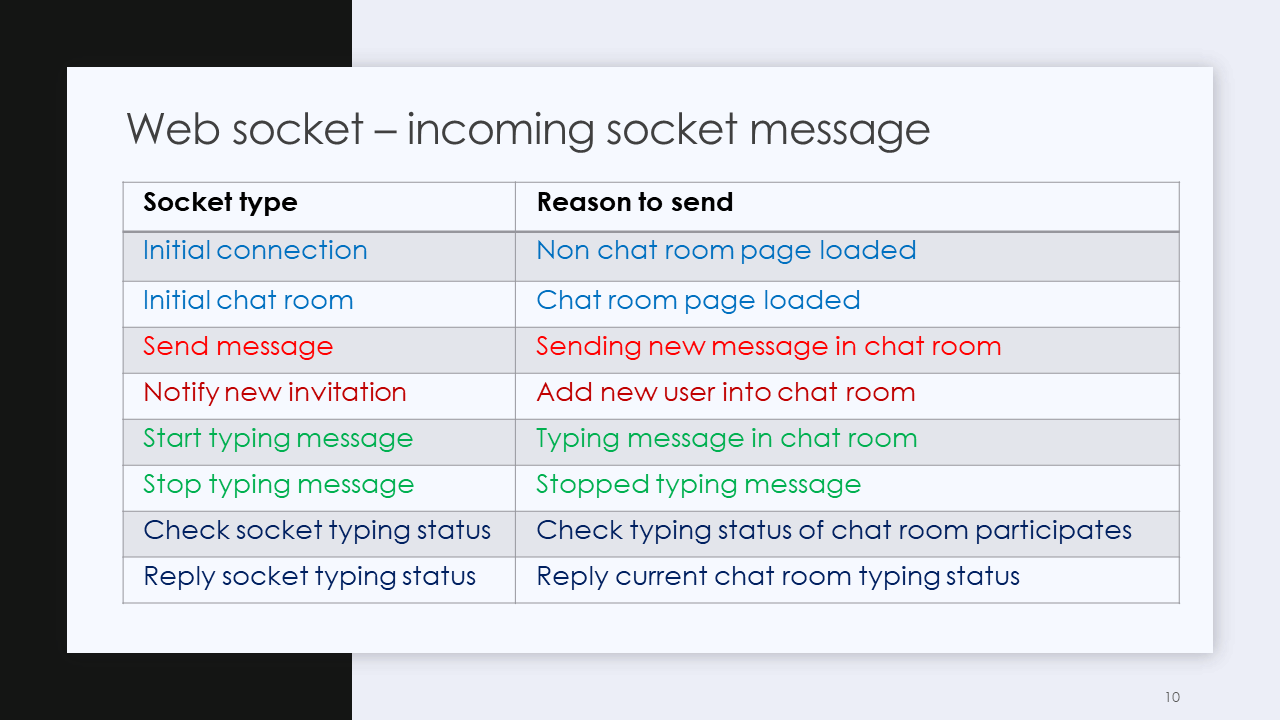 Web socket – incoming socket message
Socket type Reason to send
Initial connection Non chat room page loaded
Initial chat room Chat room page loaded
Send message Sending new message in chat room
Notify new invitation Add new user into chat room
Start typing message Typing message in chat room
Stop typing message Stopped typing message
Check socket typing status Check typing status of chat room participates
Reply socket typing status Reply current chat room typing status
10